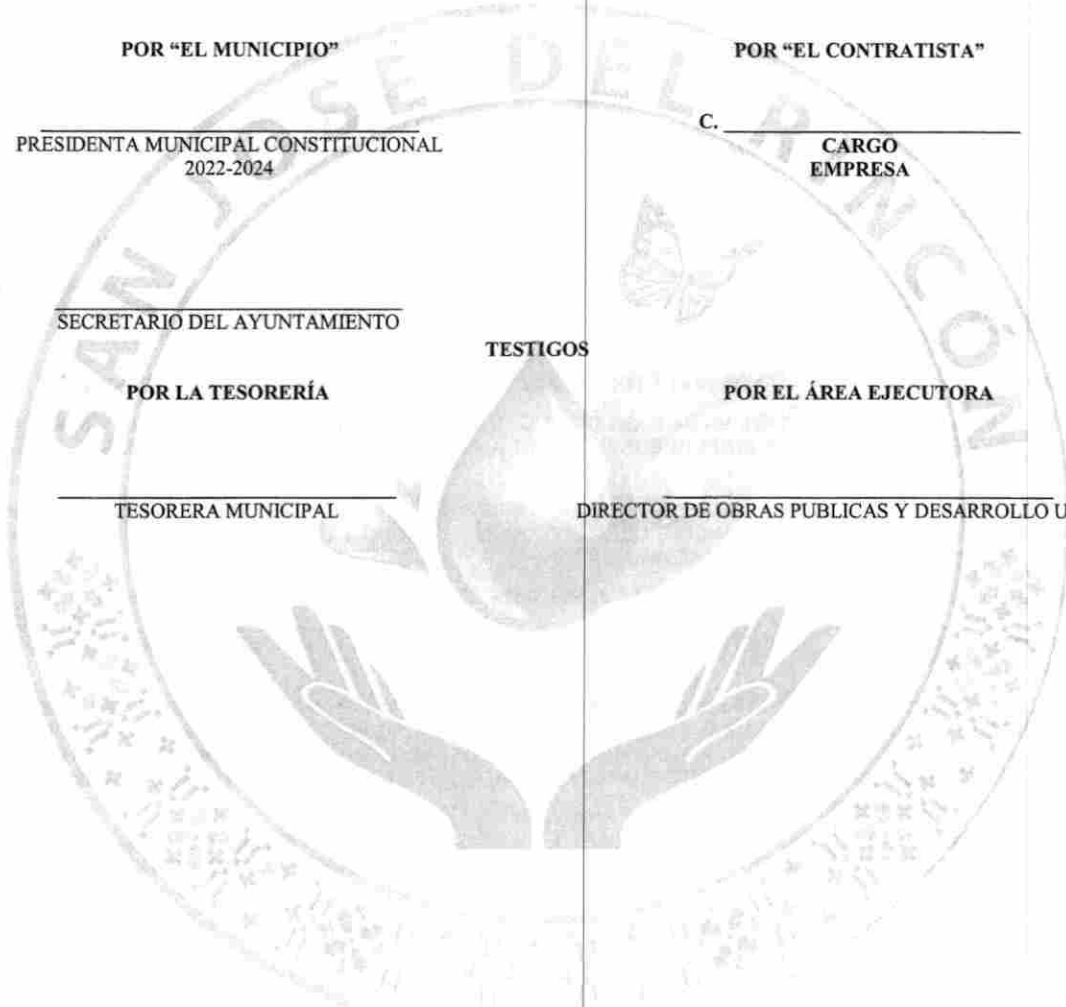 POR “EL MUNICIPIO”
POR “EL CONTRATISTA”
PRESIDENTA MUNICIPAL CONSTITUCIONAL
2022-2024
C.
CARGO
EMPRESA
SECRETARIO DEL AYUNTAMIENTO
TESTIGOS
POR LA TESORERÍA
POR EL ÁREA EJECUTORA
TESORERA MUNICIPAL
DIRECTOR DE OBRAS PUBLICAS Y DESARROLLO U
SAN JOSE DEL RINCÓN